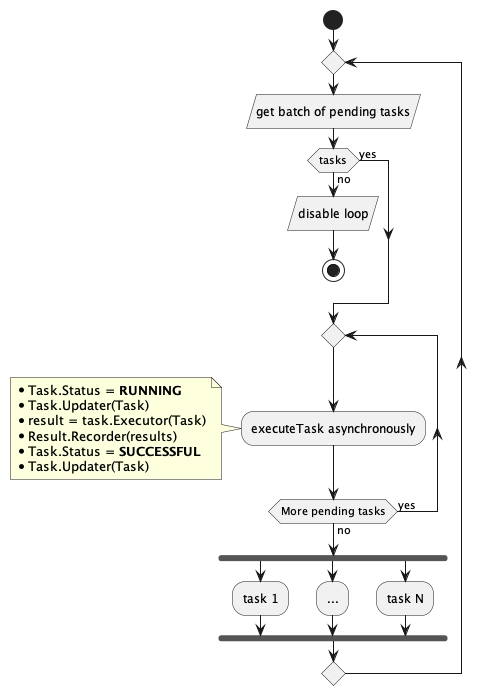 get batch of pending tasks
tasks
yes
no
disable loop
• Task.Status = RUNNING
• Task.Updater(Task)
• result = task.Executor(Task)
• Result.Recorder(results)
• Task.Status = SUCCESSFUL
• Task.Updater(Task)
executeTask asynchronously
More pending tasks
yes
no
task 1
...
task N